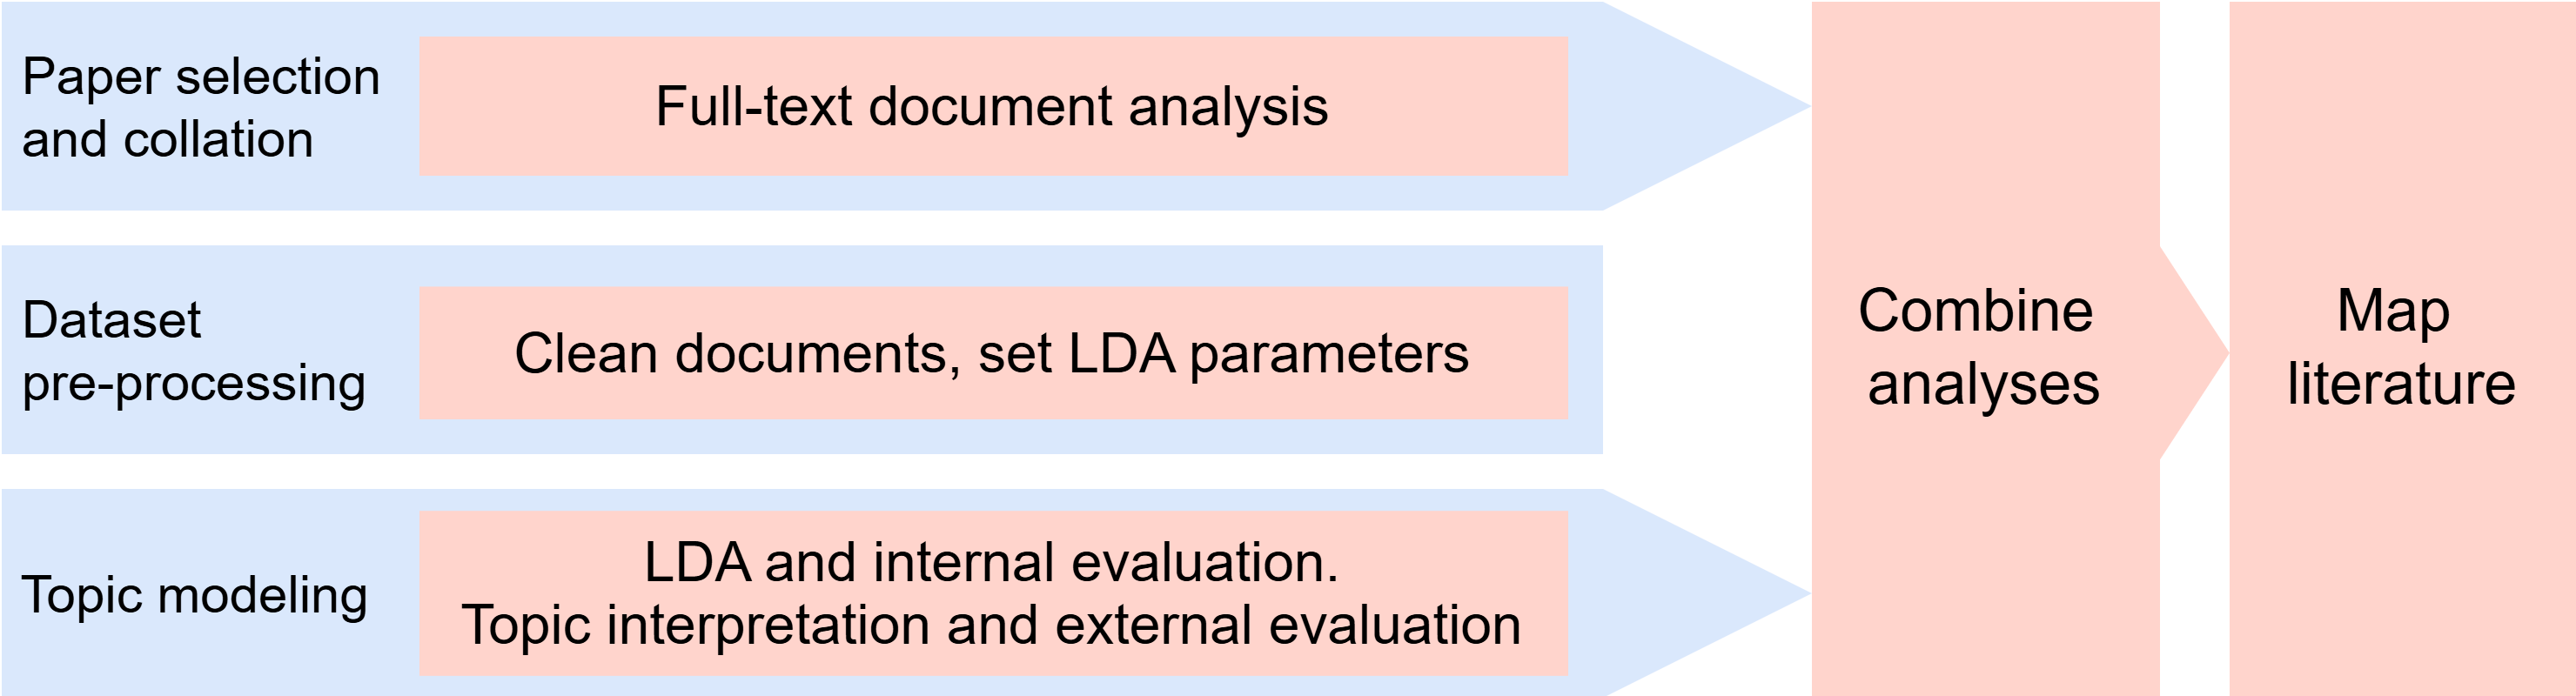 Paper selection
and collation
Full-text document analysis
Dataset
pre-processing
Clean documents, set LDA parameters
Topic modeling
LDA and internal evaluation.
Topic interpretation and external evaluation
Combine
analyses
Map
literature